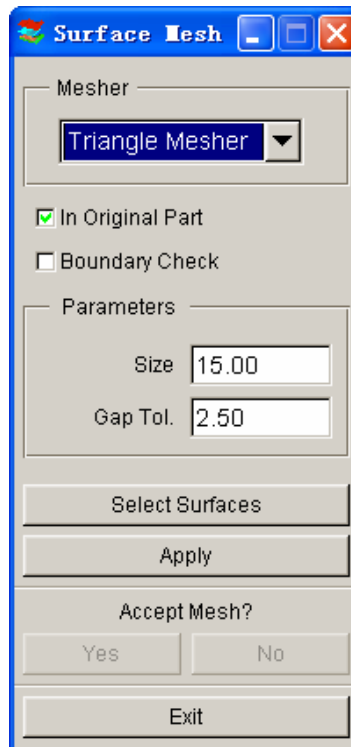 Surface Mesh
Mesher
Triangle Mesher
In Original Part
Boundary Check
Parameters
Size 15.00
Gap Tol. 2.50
Select Surfaces
Apply
Accept Mesh?
Yes No
Exit